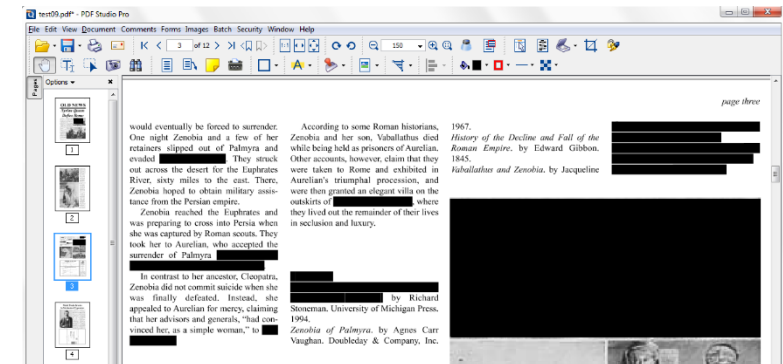 test09.pdf* - PDF Studio Pro
File Edit View Document Comments Forms Images Batch Security Window Help
3 of 12
150
Options
Pages
1
2
3
4
page three
would eventually be forced to surrender.
One night Zenobia and a few of her
retainers slipped out of Palmyra and
evaded . They struck
out across the desert for the Euphrates
River, sixty miles to the east. There,
Zenobia hoped to obtain military assis-
tance from the Persian empire.
Zenobia reached the Euphrates and
was preparing to cross into Persia when
she was captured by Roman scouts. They
took her to Aurelian, who accepted the
surrender of Palmyra
In contrast to her ancestor, Cleopatra,
Zenobia did not commit suicide when she
was finally defeated. Instead, she
appealed to Aurelian for mercy, claiming
that her advisors and generals, “had con-
vinced her, as a simple woman,” to
According to some Roman historians,
Zenobia and her son, Vaballathus died
while being held as prisoners of Aurelian.
Other accounts, however, claim that they
were taken to Rome and exhibited in
Aurelian's triumphal procession, and
were then granted an elegant villa on the
outskirts of , where
they lived out the remainder of their lives
in seclusion and luxury.
by Richard
Stoneman. University of Michigan Press.
1994.
Zenobia of Palmyra. by Agnes Carr
Vaughan. Doubleday & Company, Inc.
1967.
History of the Decline and Fall of the
Roman Empire. by Edward Gibbon.
1845.
Vaballathus and Zenobia. by Jacqueline